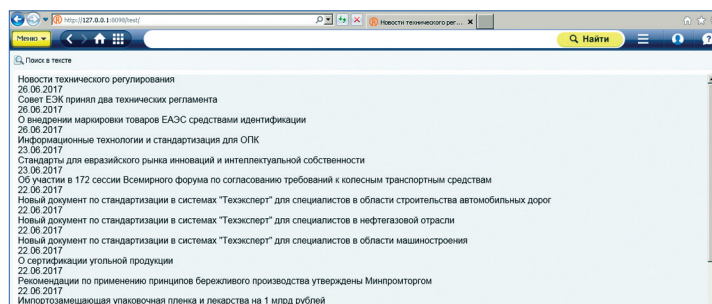 http://127.0.0.1:8090/test/
Новости технического рег...
Меню
Найти
Поиск в тексте
Новости технического регулирования
26.06.2017
Совет ЕЭК принял два технических регламента
26.06.2017
О внедрении маркировки товаров ЕАЭС средствами идентификации
26.06.2017
Информационные технологии и стандартизация для ОПК
23.06.2017
Стандарты для евразийского рынка инноваций и интеллектуальной собственности
23.06.2017
Об участии в 172 сессии Всемирного форума по согласованию требований к колесным транспортным средствам
22.06.2017
Новый документ по стандартизации в системах "Техэксперт" для специалистов в области строительства автомобильных дорог
22.06.2017
Новый документ по стандартизации в системах "Техэксперт" для специалистов в нефтегазовой отрасли
22.06.2017
Новый документ по стандартизации в системах "Техэксперт" для специалистов в области машиностроения
22.06.2017
О сертификации угольной продукции
22.06.2017
Рекомендации по применению принципов бережливого производства утверждены Минпромторгом
22.06.2017
Импортозамещающая упаковочная пленка и лекарства на 1 млрд рублей